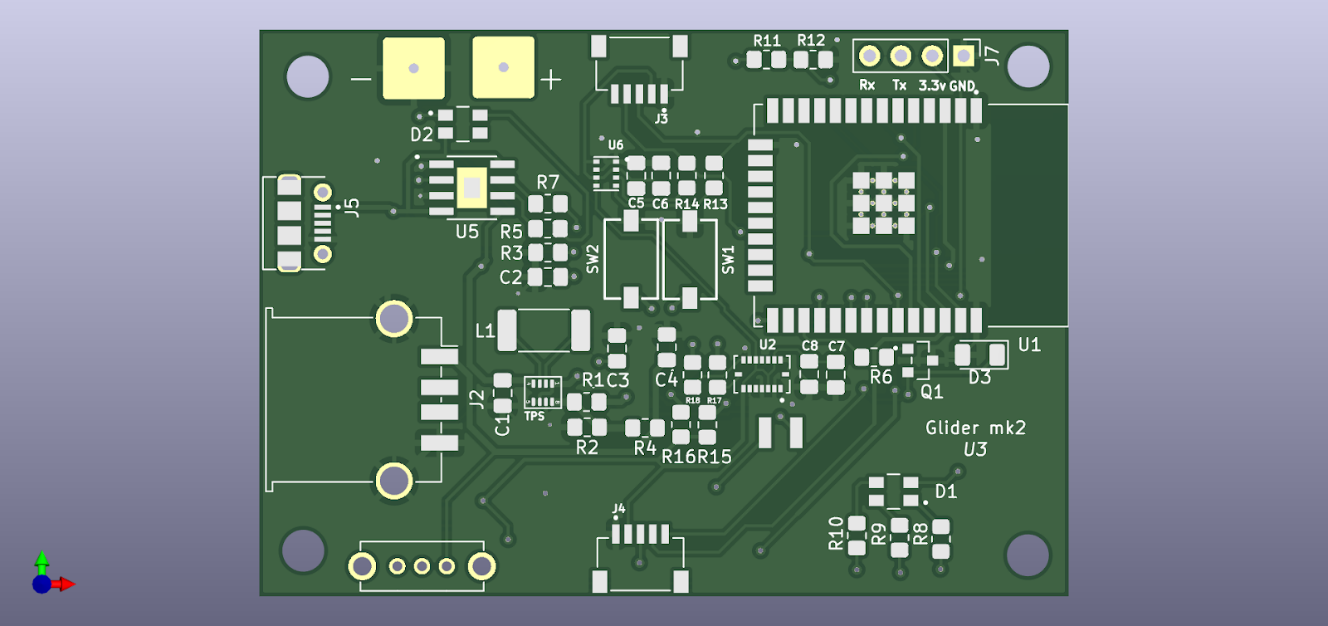 R11 R12
J7
− +
Rx Tx 3.3v GND
J3
D2
U6
R7
C5 C6 R14 R13
J5
U5 R5
R3
SW2 SW1
C2
L1
U2 C8 C7 U1
R1 C3 C4 R6 D3
Q1
J2 C1 TPS R18 R17
R2 R4 R16 R15
Glider mk2
U3
D1
J4
R10 R9 R8